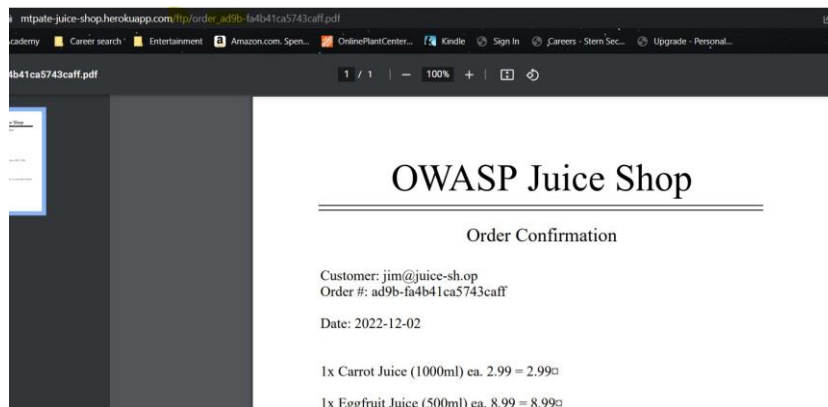 mtpate-juice-shop.herokuapp.com/ftp/order_ad9b-fa4b41ca5743caff.pdf
cademy Career search Entertainment Amazon.com. Spen... OnlinePlantCenter... Kindle Sign In Careers - Stern Sec... Upgrade - Personal...
4b41ca5743caff.pdf 1 / 1 | — 100% + |
OWASP Juice Shop
Order Confirmation
Customer: jim@juice-sh.op
Order #: ad9b-fa4b41ca5743caff
Date: 2022-12-02
1x Carrot Juice (1000ml) ea. 2.99 = 2.99¤
1x Eggfruit Juice (500ml) ea. 8.99 = 8.99¤